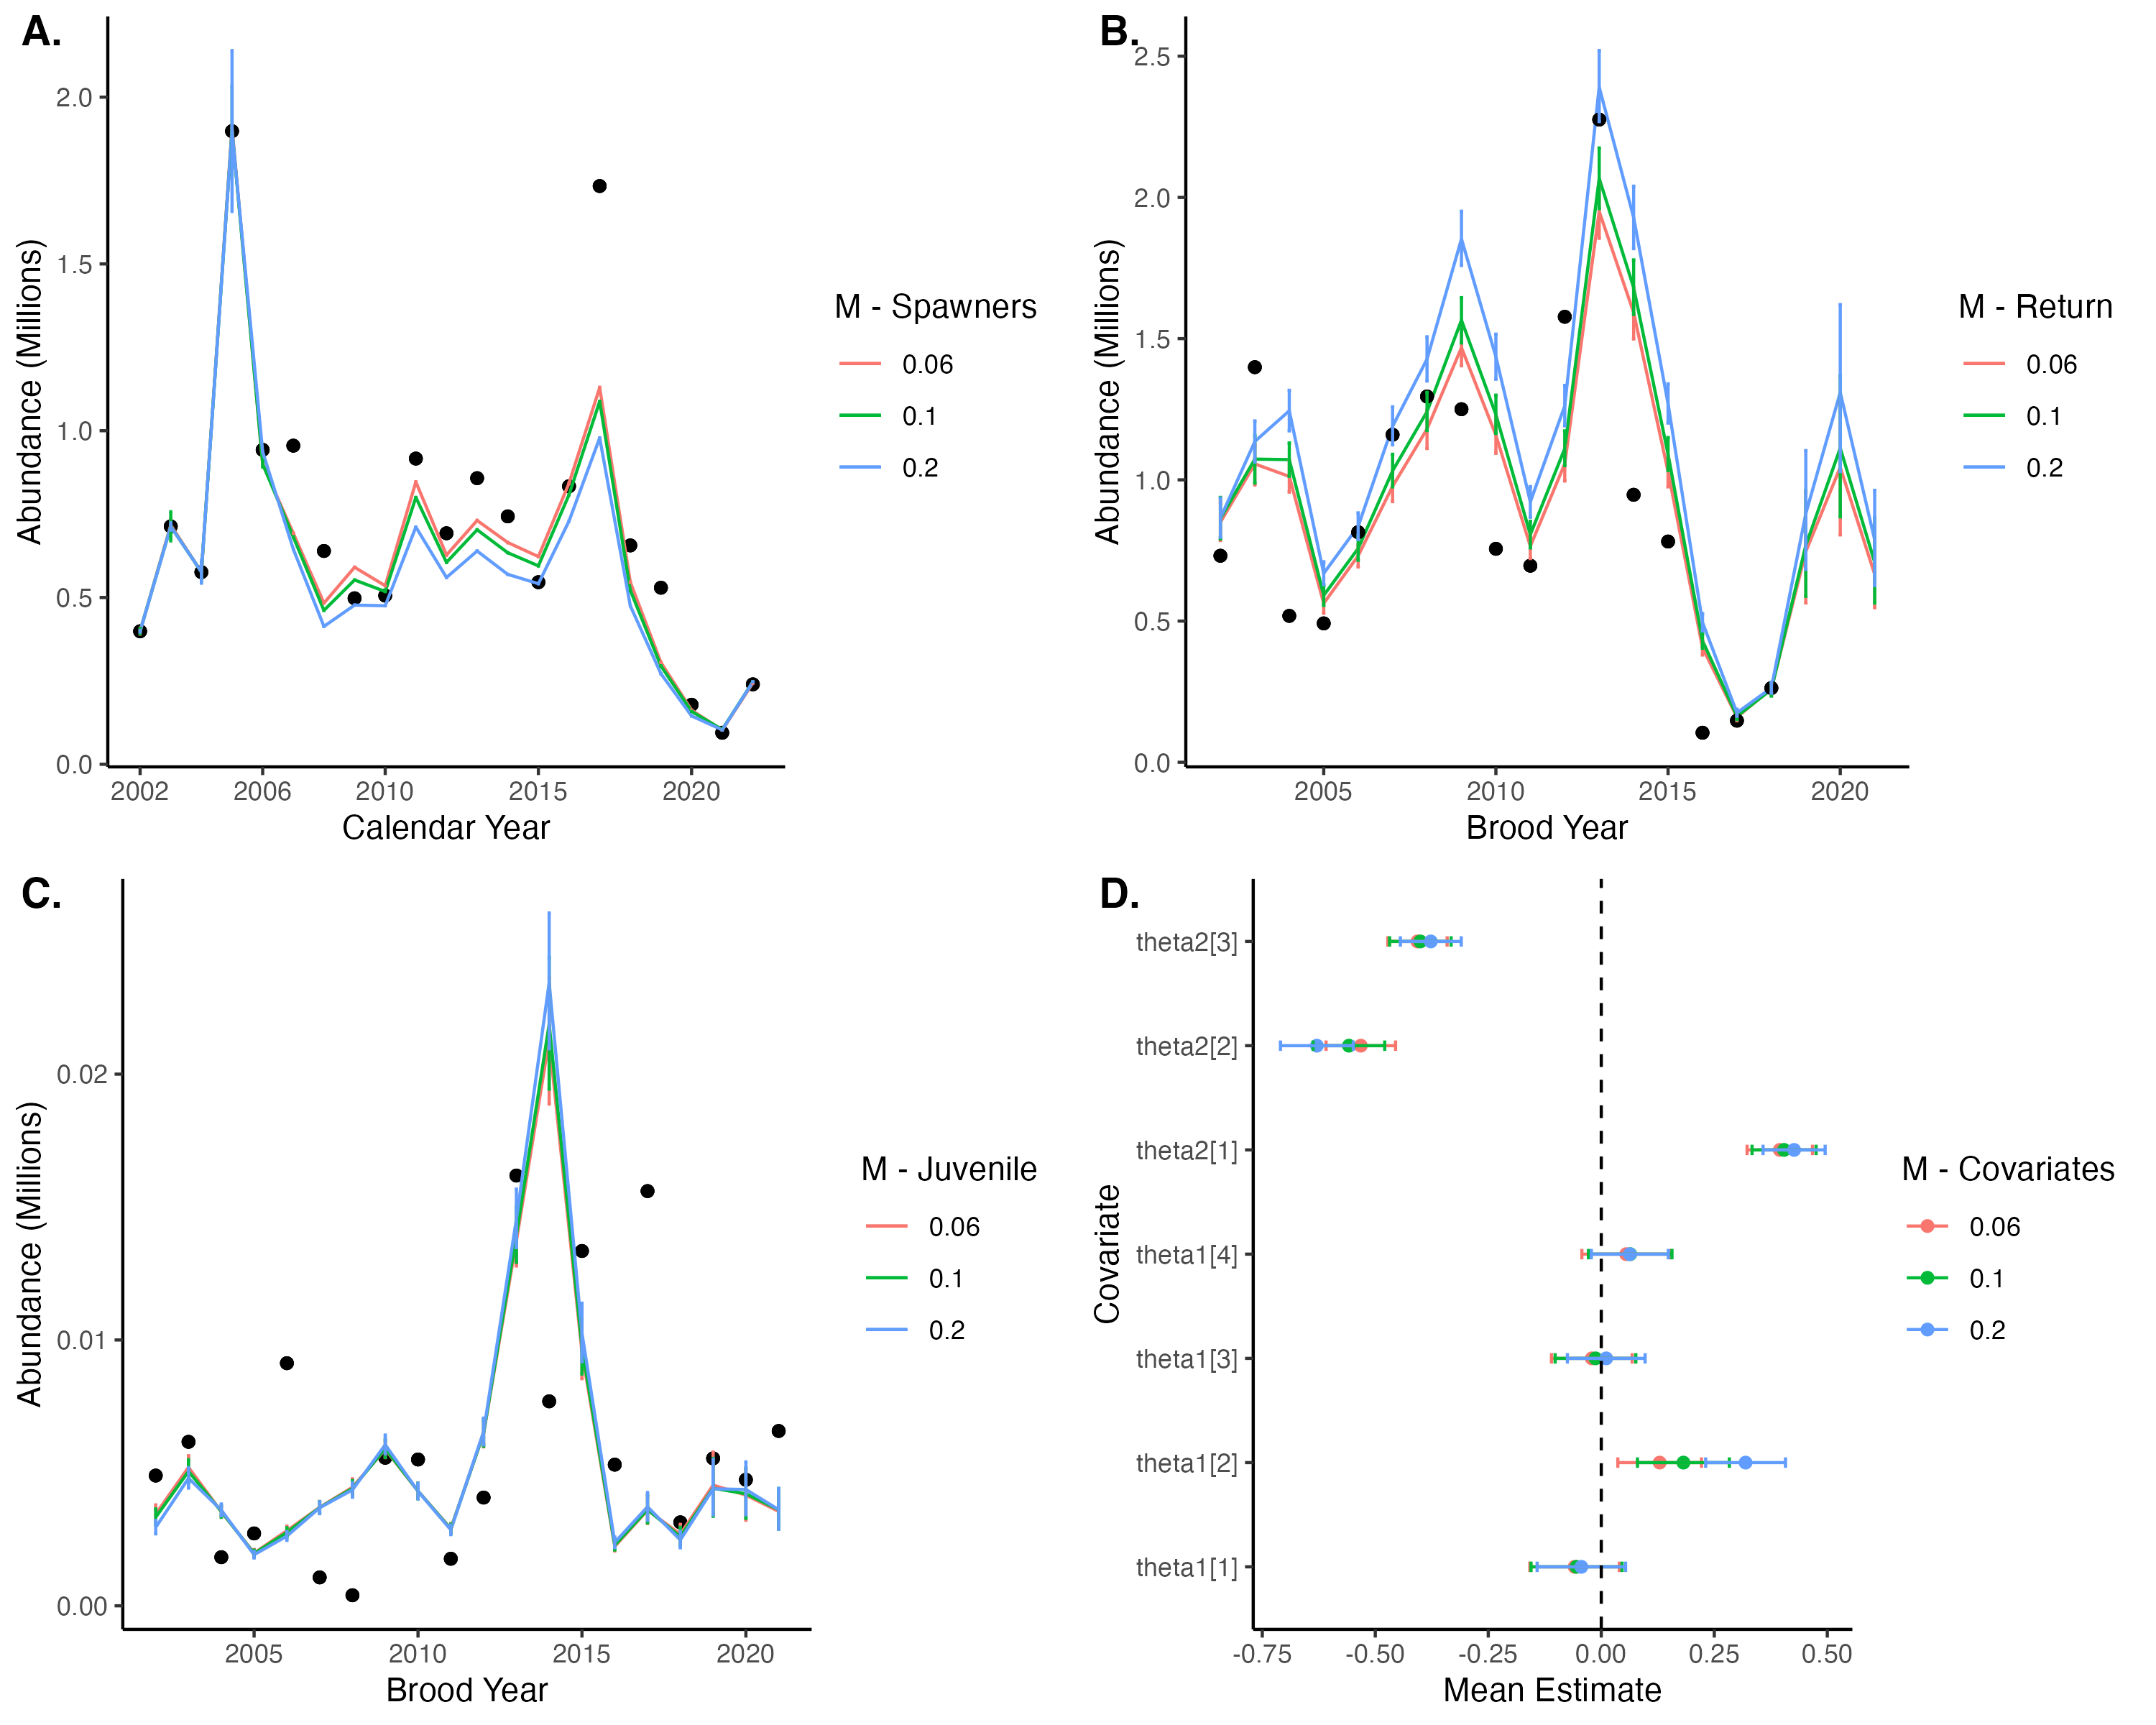 A.
Abundance (Millions)
2.0
1.5
1.0
0.5
0.0
2002 2006 2010 2015 2020
Calendar Year
M - Spawners
0.06
0.1
0.2
B.
Abundance (Millions)
2.5
2.0
1.5
1.0
0.5
0.0
2005 2010 2015 2020
Brood Year
M - Return
0.06
0.1
0.2
C.
Abundance (Millions)
0.02
0.01
0.00
2005 2010 2015 2020
Brood Year
M - Juvenile
0.06
0.1
0.2
D.
Covariate
theta2[3]
theta2[2]
theta2[1]
theta1[4]
theta1[3]
theta1[2]
theta1[1]
-0.75 -0.50 -0.25 0.00 0.25 0.50
Mean Estimate
M - Covariates
0.06
0.1
0.2